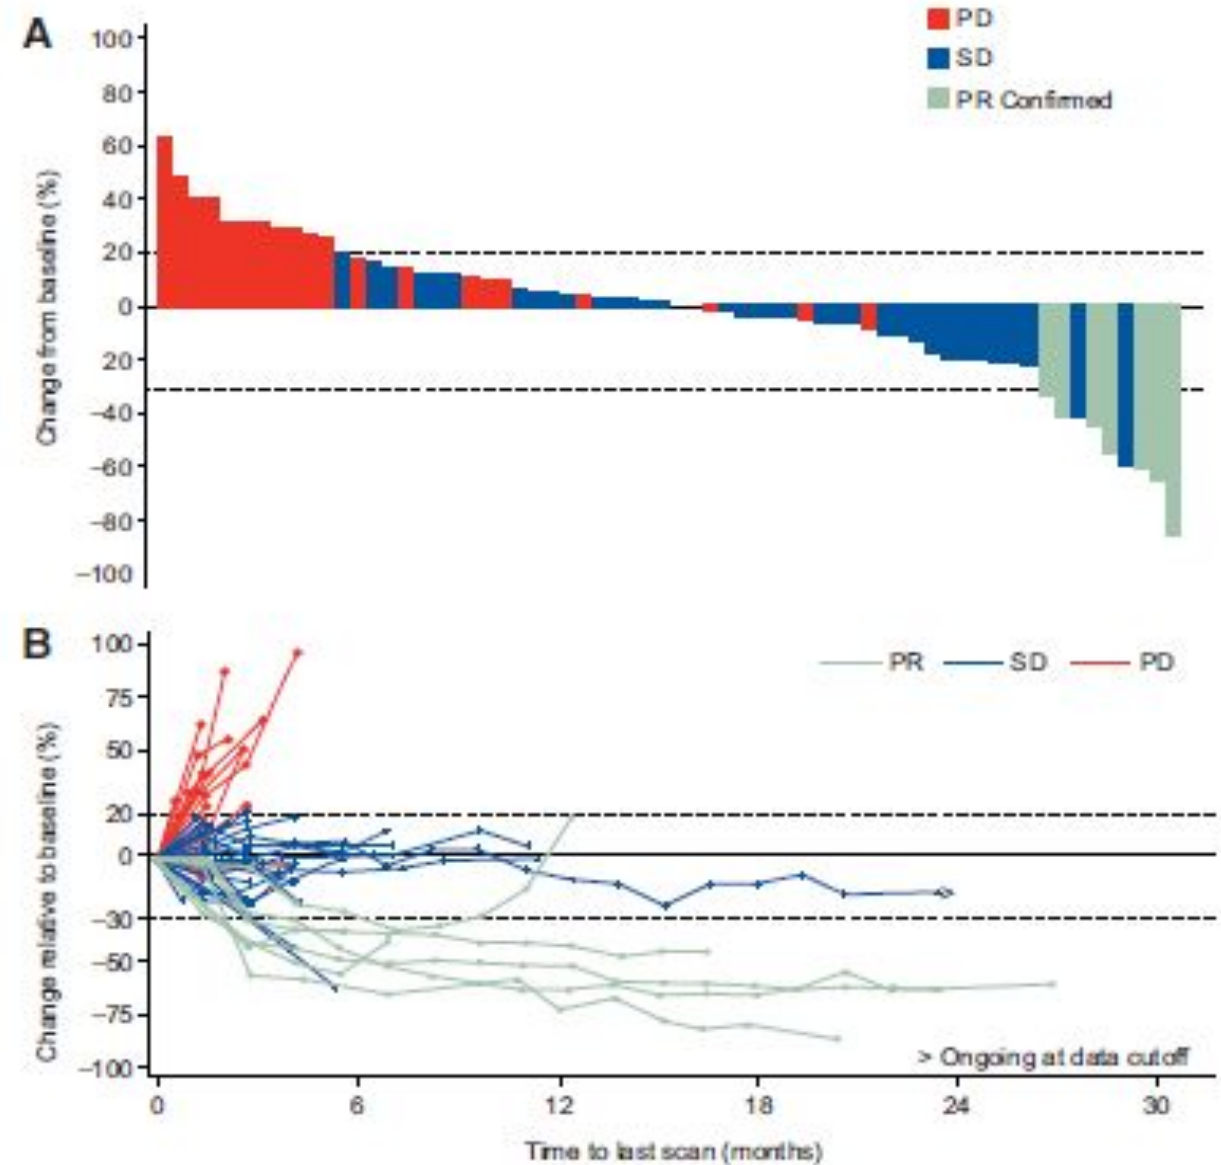 A
PD
SD
PR Confirmed
Change from baseline (%)
100
80
60
40
20
0
20
−40
−60
−80
−100
B
PR SD PD
Change relative to baseline (%)
100
75
50
20
0
−30
−50
−75
−100
> Ongoing at data cutoff
0 6 12 18 24 30
Time to last scan (months)